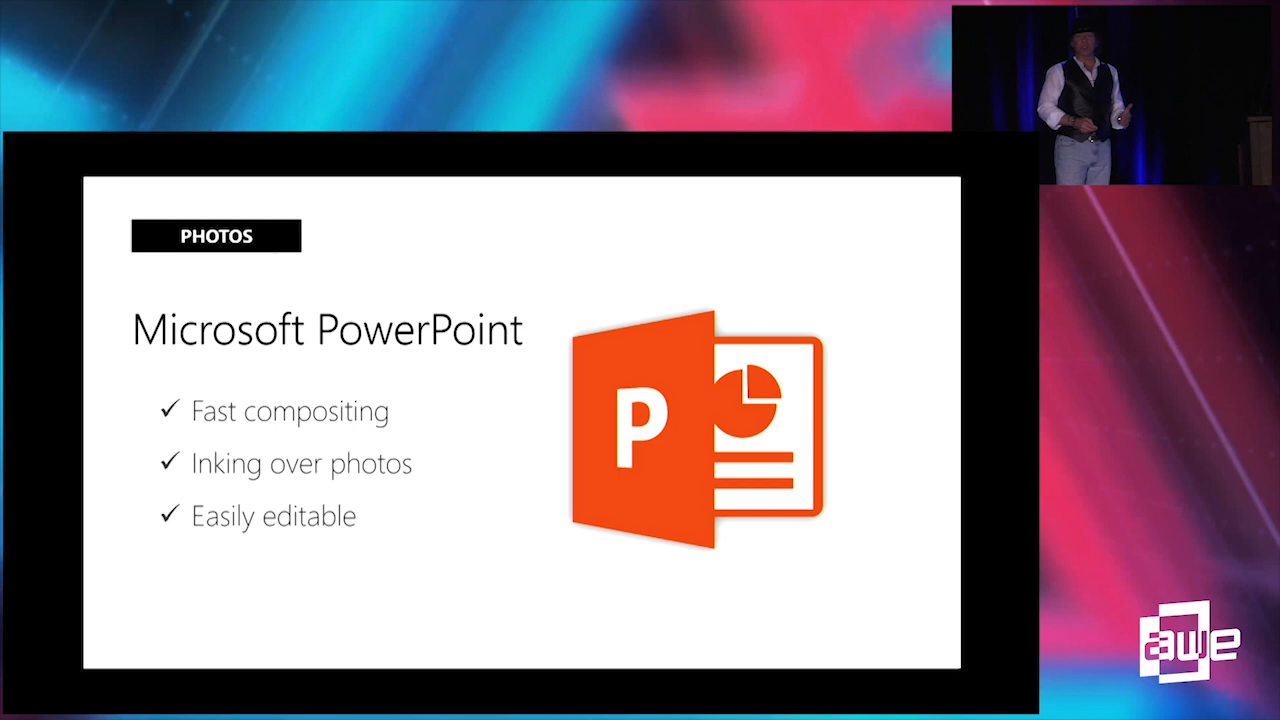 PHOTOS
Microsoft PowerPoint
✓ Fast compositing
✓ Inking over photos
✓ Easily editable
P
awe